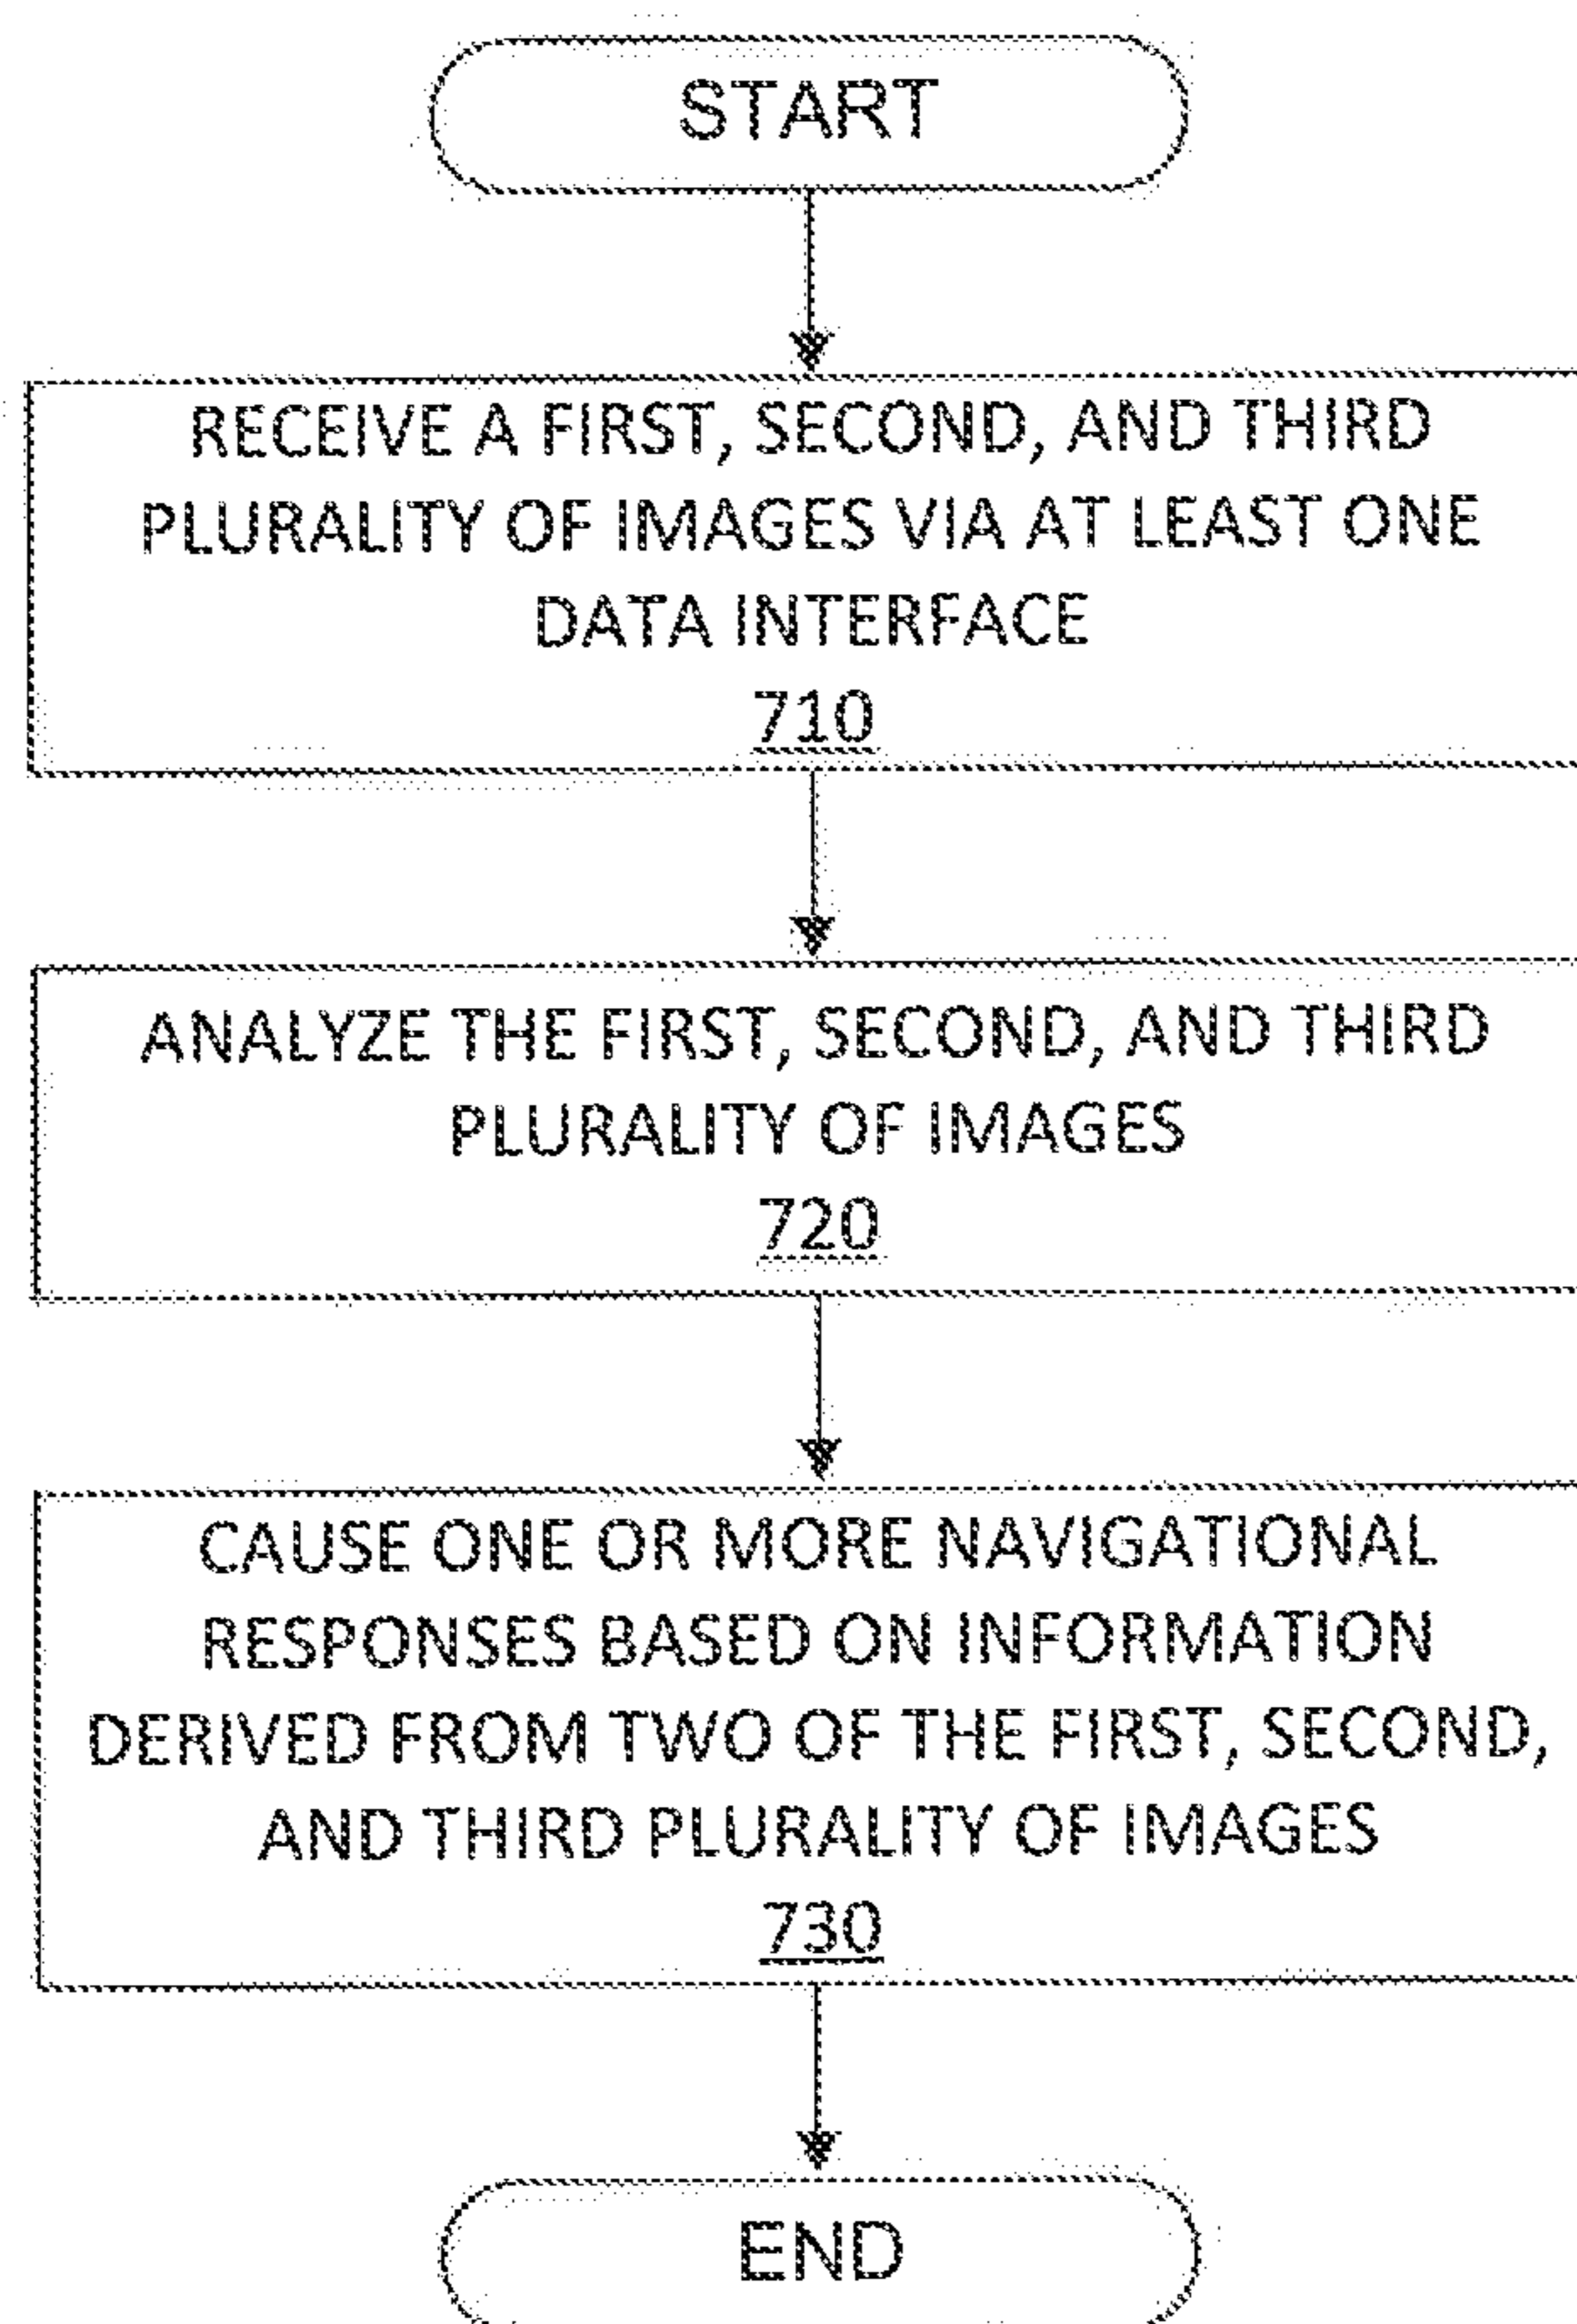 START
RECEIVE A FIRST, SECOND, AND THIRD
PLURALITY OF IMAGES VIA AT LEAST ONE
DATA INTERFACE
710
ANALYZE THE FIRST, SECOND, AND THIRD
PLURALITY OF IMAGES
720
CAUSE ONE OR MORE NAVIGATIONAL
RESPONSES BASED ON INFORMATION
DERIVED FROM TWO OF THE FIRST, SECOND,
AND THIRD PLURALITY OF IMAGES
730
END